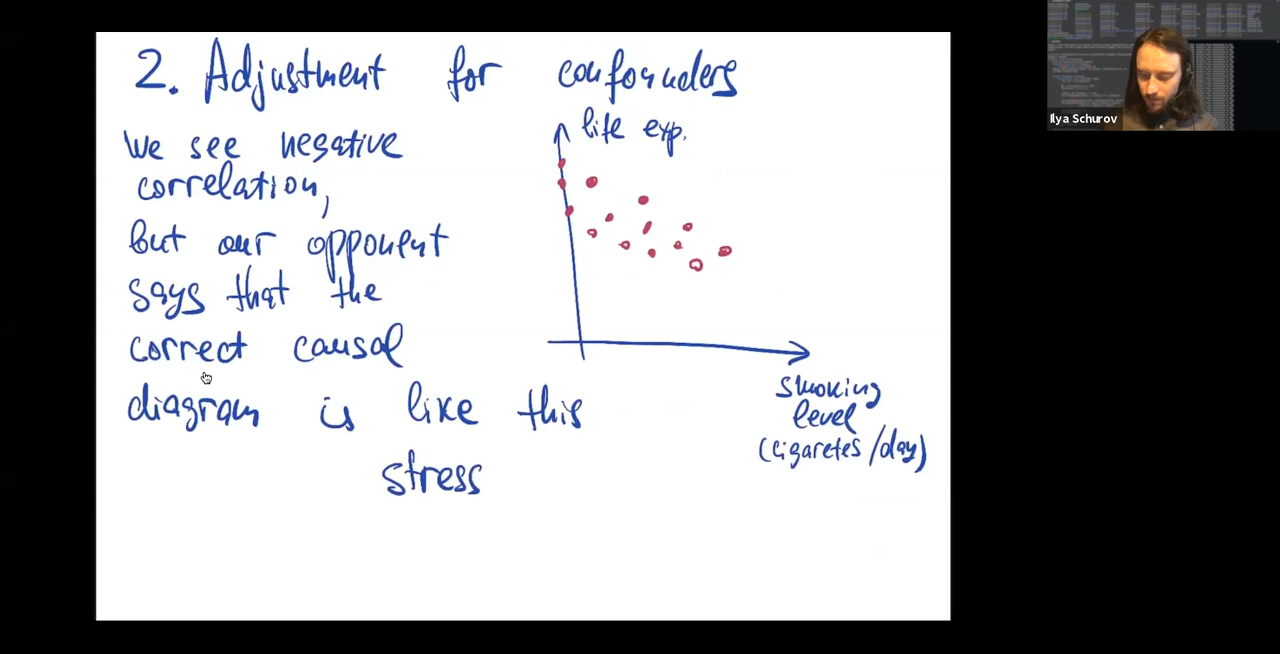 2. Adjustment for confounders
we see negative
correlation,
but our opponent
says that the
correct causal
diagram is like this
stress
life exp.
smoking
level
(cigaretes/day)
Ilya Schurov